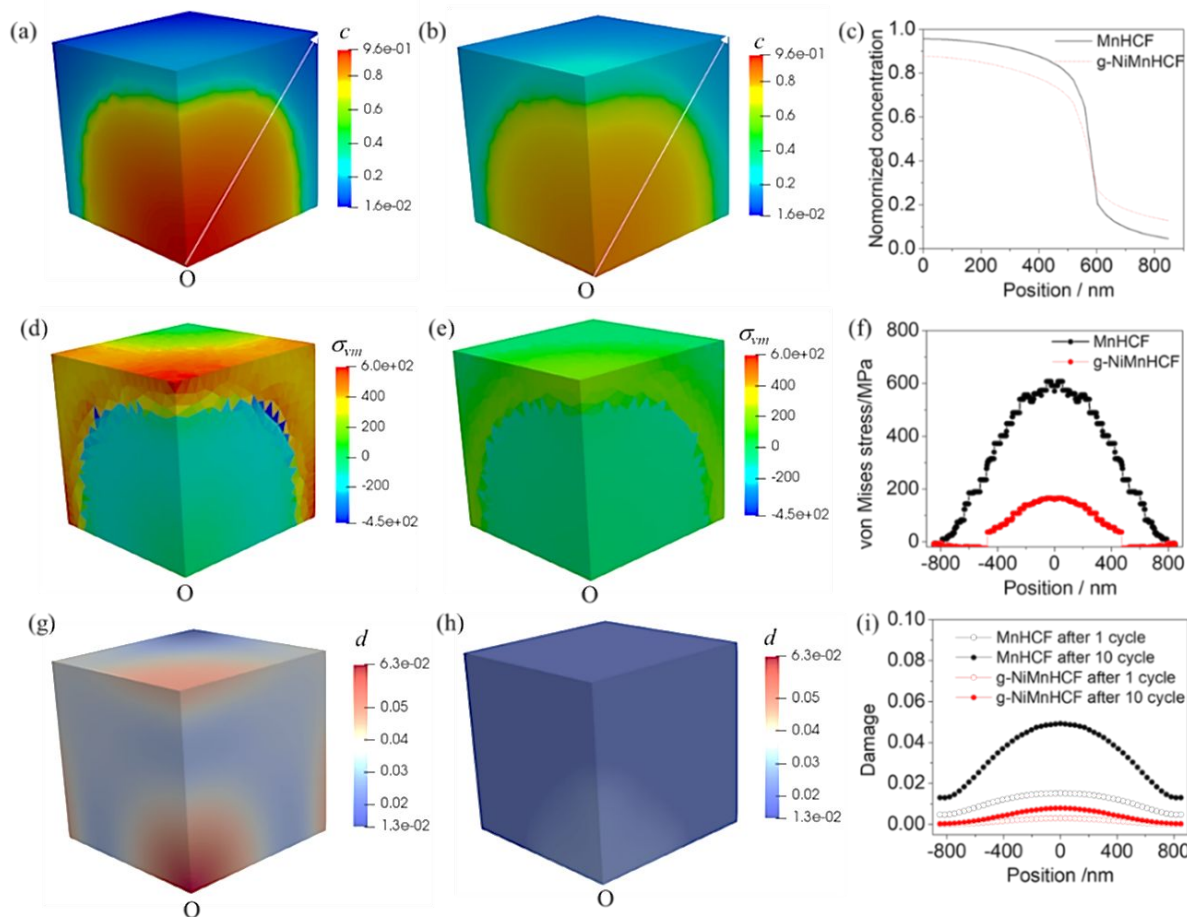 (a)
c
9.6e-01
0.8
0.6
0.4
0.2
1.6e-02
O
(b)
c
9.6e-01
0.8
0.6
0.4
0.2
1.6e-02
O
(c)
1.0
0.8
0.6
0.4
0.2
0.0
Nomornized concentration
MnHCF
g-NiMnHCF
0 200 400 600 800
Position / nm
(d)
σvm
6.0e+02
400
200
0
-200
-4.5e+02
O
(e)
σvm
6.0e+02
400
200
0
-200
-4.5e+02
O
(f)
800
600
400
200
0
von Mises stress/MPa
MnHCF
g-NiMnHCF
-800 -400 0 400 800
Position / nm
(g)
d
6.3e-02
0.05
0.04
0.03
0.02
1.3e-02
O
(h)
d
6.3e-02
0.05
0.04
0.03
0.02
1.3e-02
O
(i)
0.10
0.08
0.06
0.04
0.02
0.00
Damage
MnHCF after 1 cycle
MnHCF after 10 cycle
g-NiMnHCF after 1 cycle
g-NiMnHCF after 10 cycle
-800 -400 0 400 800
Position /nm